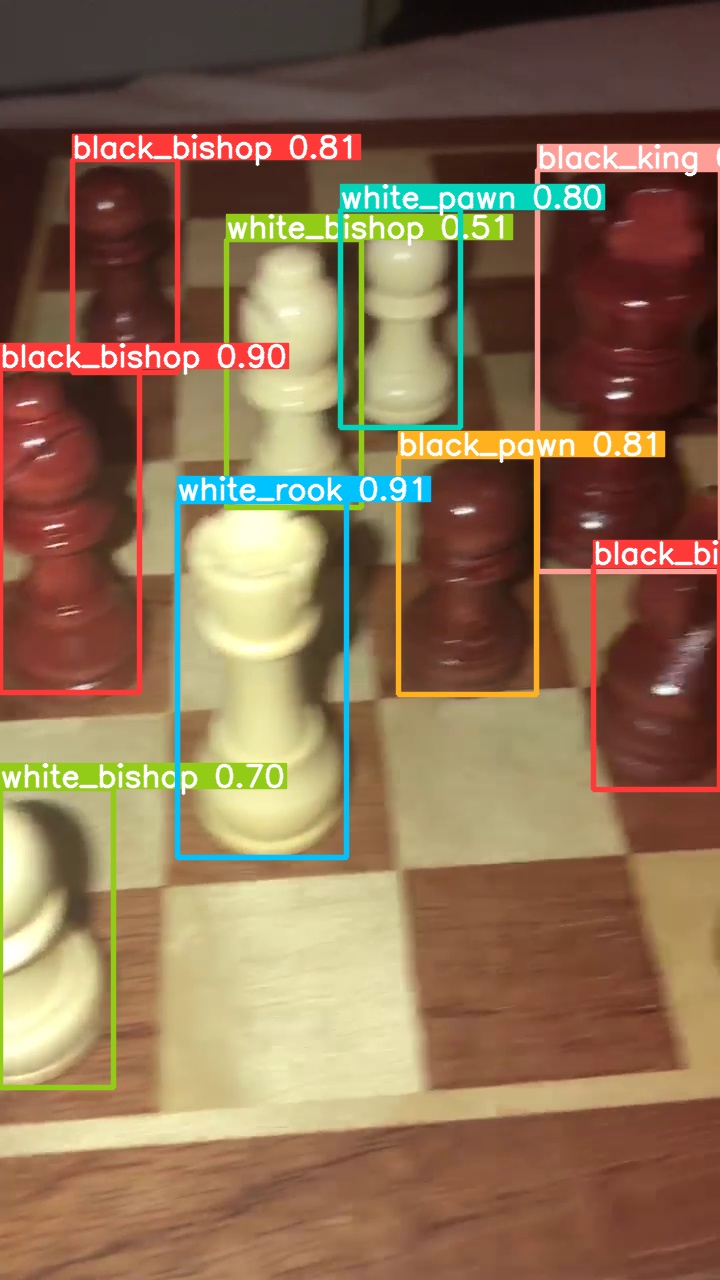 black_bishop 0.81
black_king
white_pawn 0.80
white_bishop 0.51
black_bishop 0.90
black_pawn 0.81
white_rook 0.91
black_bi
white_bishop 0.70